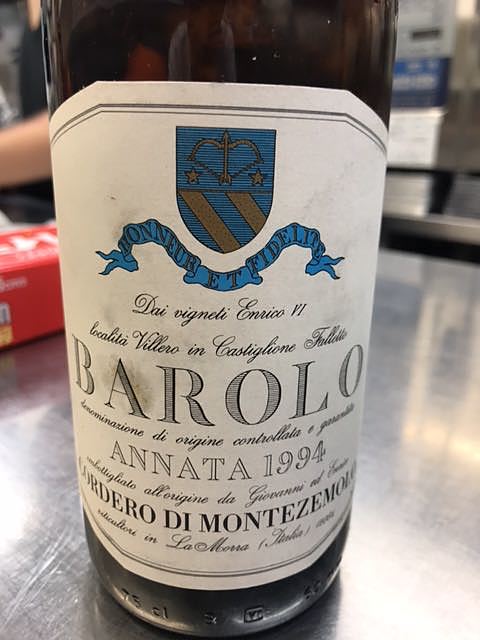 HONNEUR ET FIDELITE
Dai vigneti Enrico VI
località Villero in Castiglione Falletto
BAROLO
denominazione di origine controllata e garantita
ANNATA 1994
imbottigliato all'origine da Giovanni ed Enrico
CORDERO DI MONTEZEMOLO
viticoltori in La Morra (Italia)
75 cl